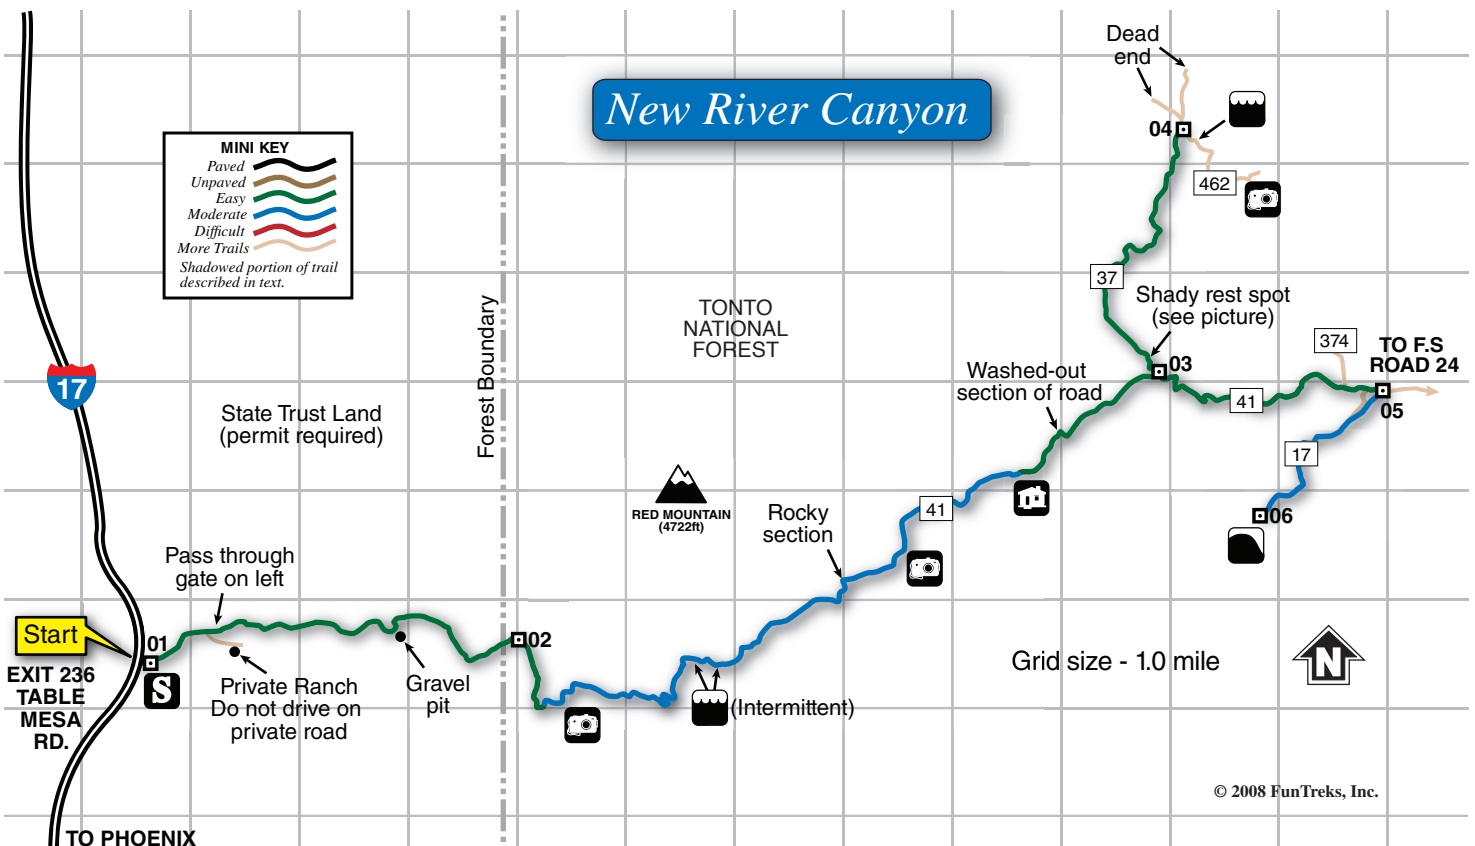 Dead
end
New River Canyon
04
MINI KEY
Paved
Unpaved
Easy
Moderate
Difficult
More Trails
Shadowed portion of trail
described in text.
462
37
Shady rest spot
(see picture)
TONTO
NATIONAL
FOREST
Forest Boundary
374
TO F.S
ROAD 24
03
Washed-out
section of road
17
State Trust Land
(permit required)
41
05
17
RED MOUNTAIN
(4722ft)
Rocky
section
41
06
Pass through
gate on left
Start
01
02
EXIT 236
TABLE
MESA
RD.
S
Private Ranch
Do not drive on
private road
Gravel
pit
(Intermittent)
Grid size - 1.0 mile
N
© 2008 FunTreks, Inc.
TO PHOENIX